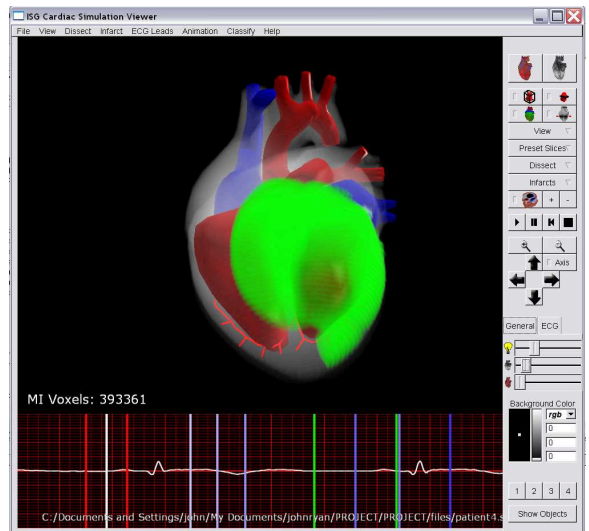 ISG Cardiac Simulation Viewer
File View Dissect Infarct ECG Leads Animation Classify Help
View
Preset Slices
Dissect
Infarcts
+ -
Axis
General ECG
MI Voxels: 393361
Background Color
rgb
0
0
0
1 2 3 4
Show Objects
C:/Documents and Settings/john/My Documents/johnryan/PROJECT/PROJECT/files/patient4.s